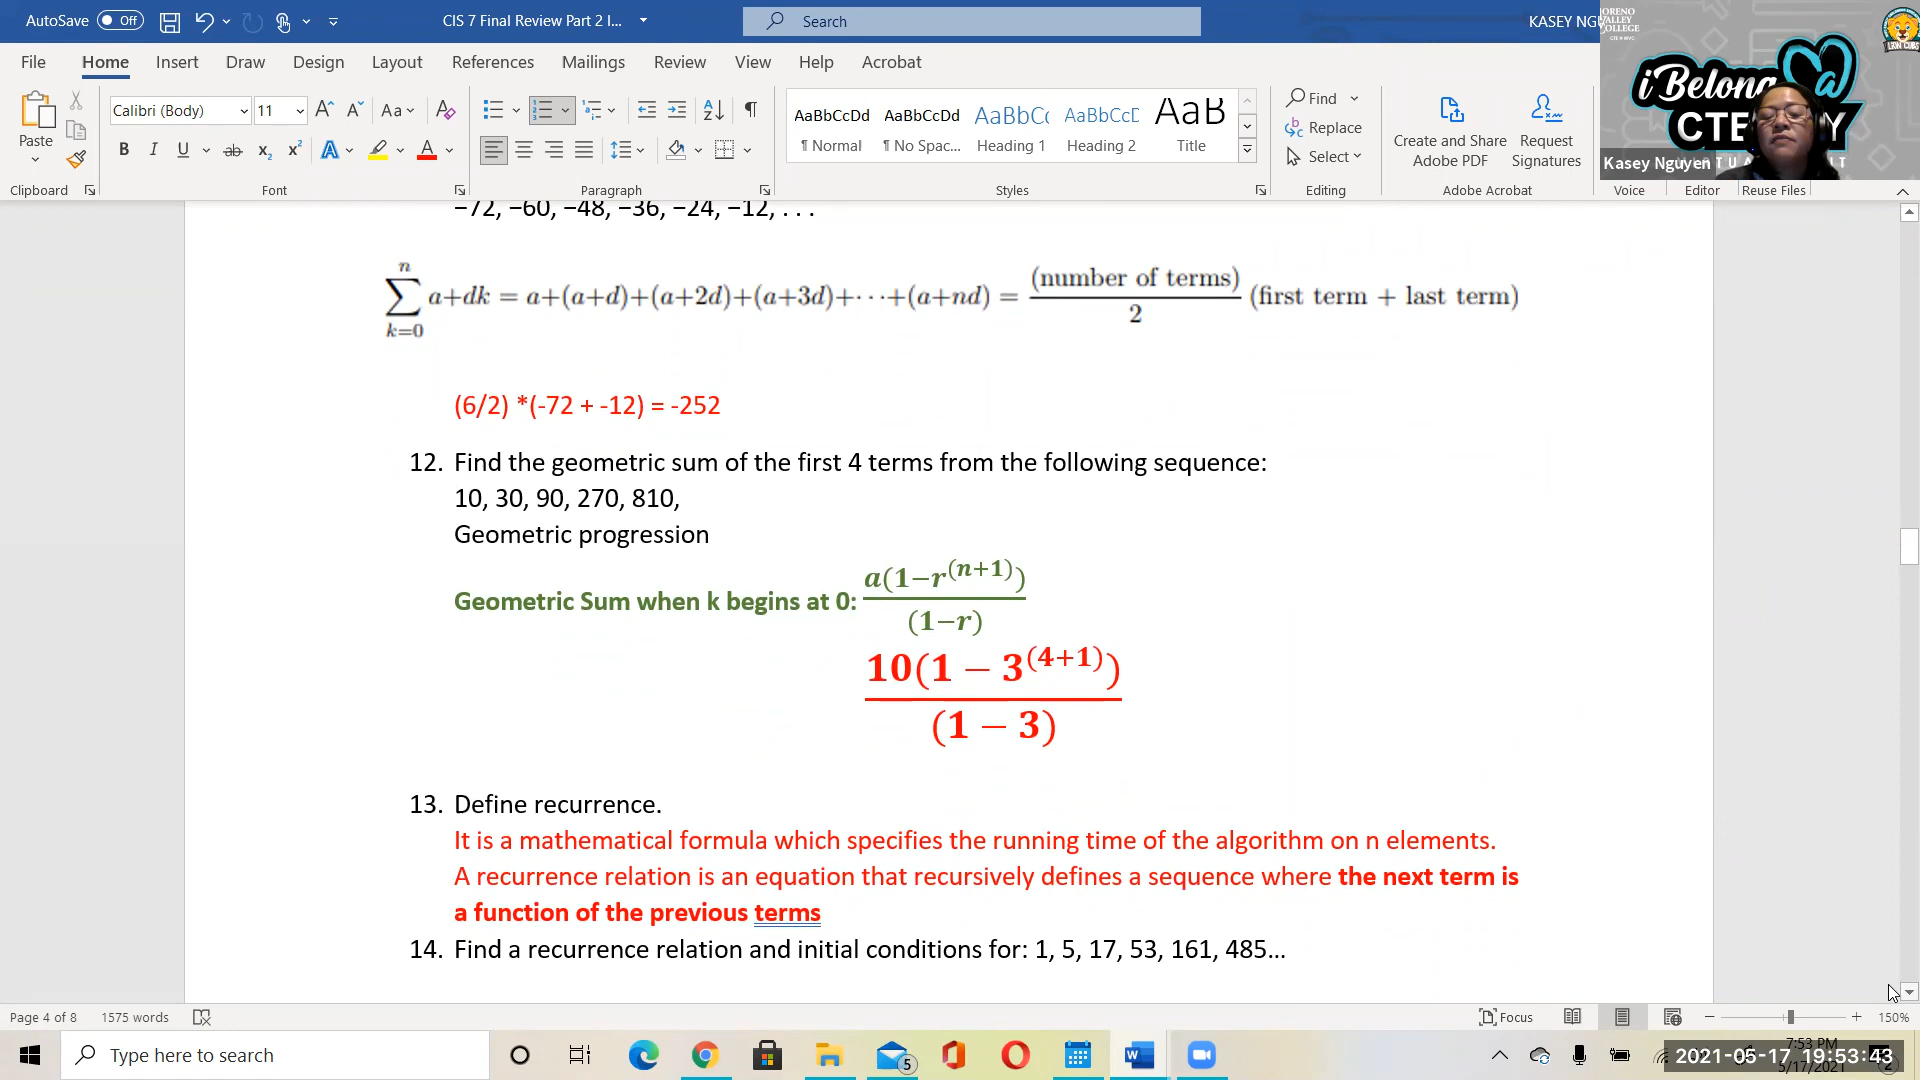 AutoSave Off CIS 7 Final Review Part 2 I... Search KASEY NGU
File Home Insert Draw Design Layout References Mailings Review View Help Acrobat
Calibri (Body) 11 Aa AaBbCcDd AaBbCcDd AaBbCc AaBbCcD AaB Find
Paste ¶ Normal ¶ No Spac... Heading 1 Heading 2 Title Replace
Select Create and Share Adobe PDF Request Signatures
Clipboard Font Paragraph Styles Editing Adobe Acrobat Voice Editor Reuse Files
VALLEY COLLEGE
iBelong @
CTE
Kasey Nguyen
−72, −60, −48, −36, −24, −12, . . .
n∑k=0 a+dk = a+(a+d)+(a+2d)+(a+3d)+···+(a+nd) = (number of terms)/2 (first term + last term)
(6/2) *(-72 + -12) = -252
12. Find the geometric sum of the first 4 terms from the following sequence:
10, 30, 90, 270, 810,
Geometric progression
Geometric Sum when k begins at 0: a(1−r^(n+1))/(1−r)
10(1 − 3^(4+1))/(1 − 3)
13. Define recurrence.
It is a mathematical formula which specifies the running time of the algorithm on n elements.
A recurrence relation is an equation that recursively defines a sequence where the next term is
a function of the previous terms
14. Find a recurrence relation and initial conditions for: 1, 5, 17, 53, 161, 485...
Page 4 of 8 1575 words Focus 150%
Type here to search 5 2021-05-17 19:53:43